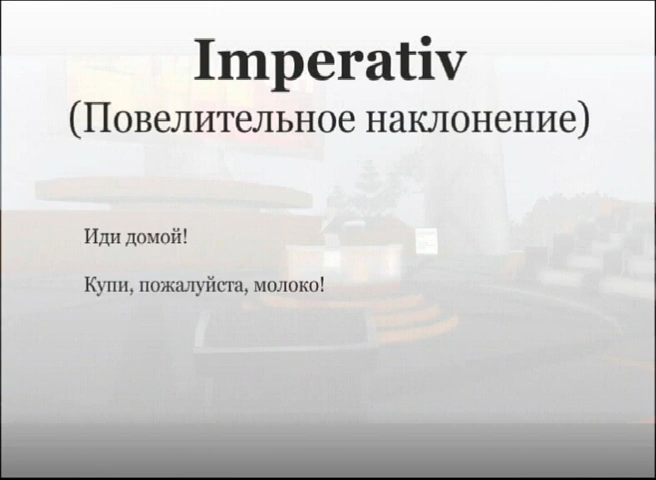 Imperativ
(Повелительное наклонение)
Иди домой!
Купи, пожалуйста, молоко!